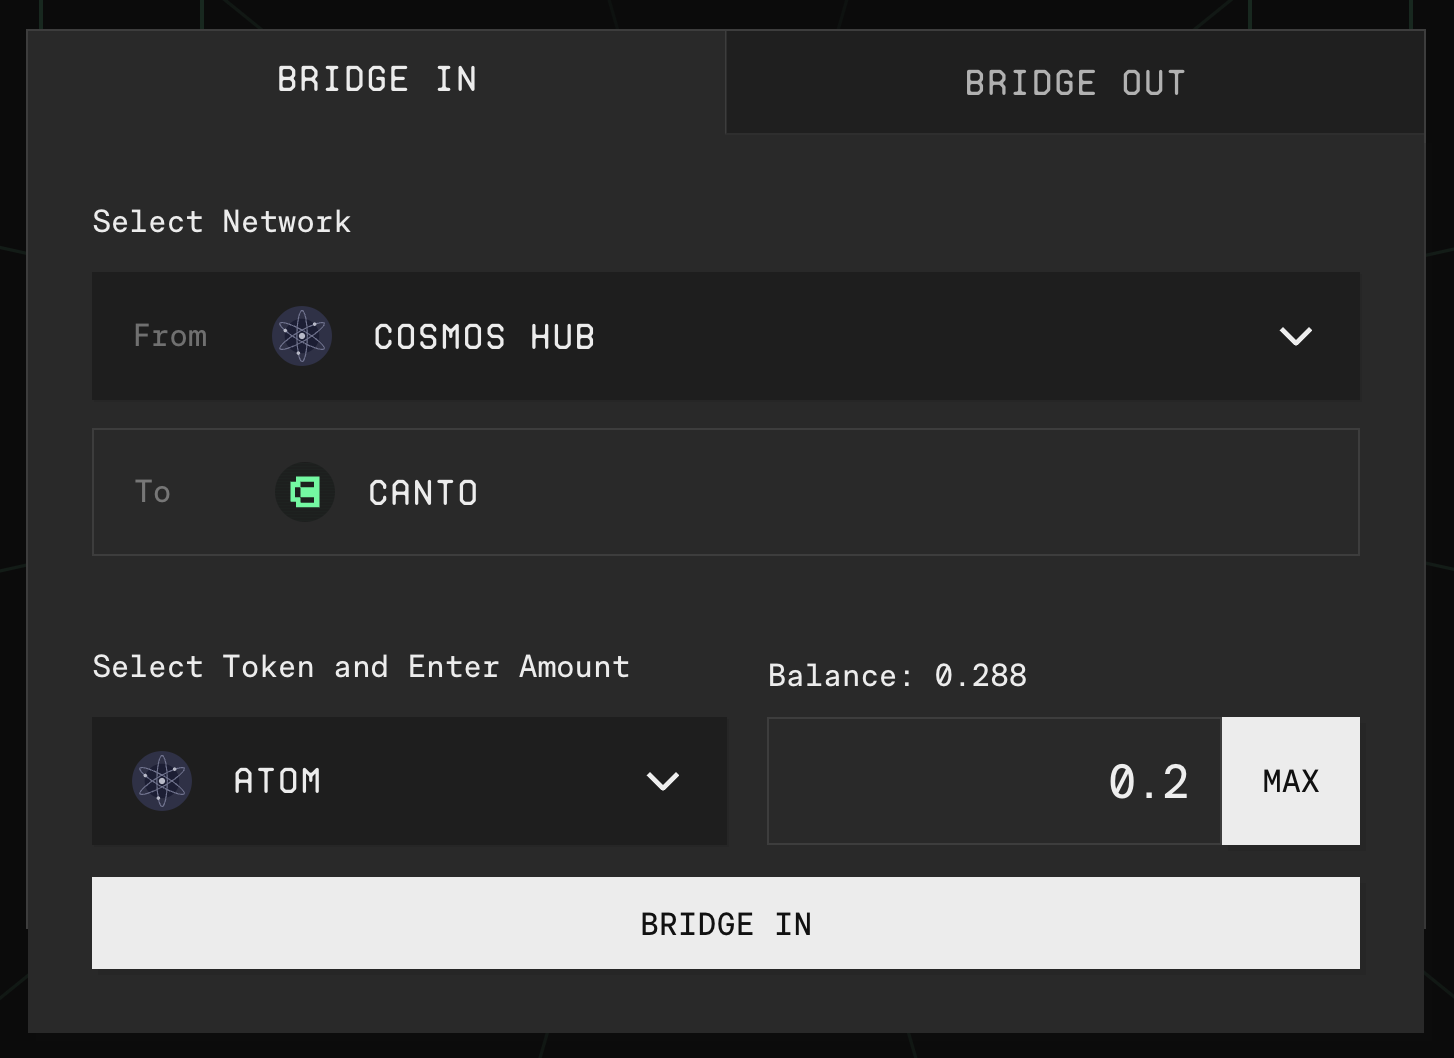 BRIDGE IN
BRIDGE OUT
Select Network
From COSMOS HUB
To CANTO
Select Token and Enter Amount
Balance: 0.288
ATOM
0.2
MAX
BRIDGE IN